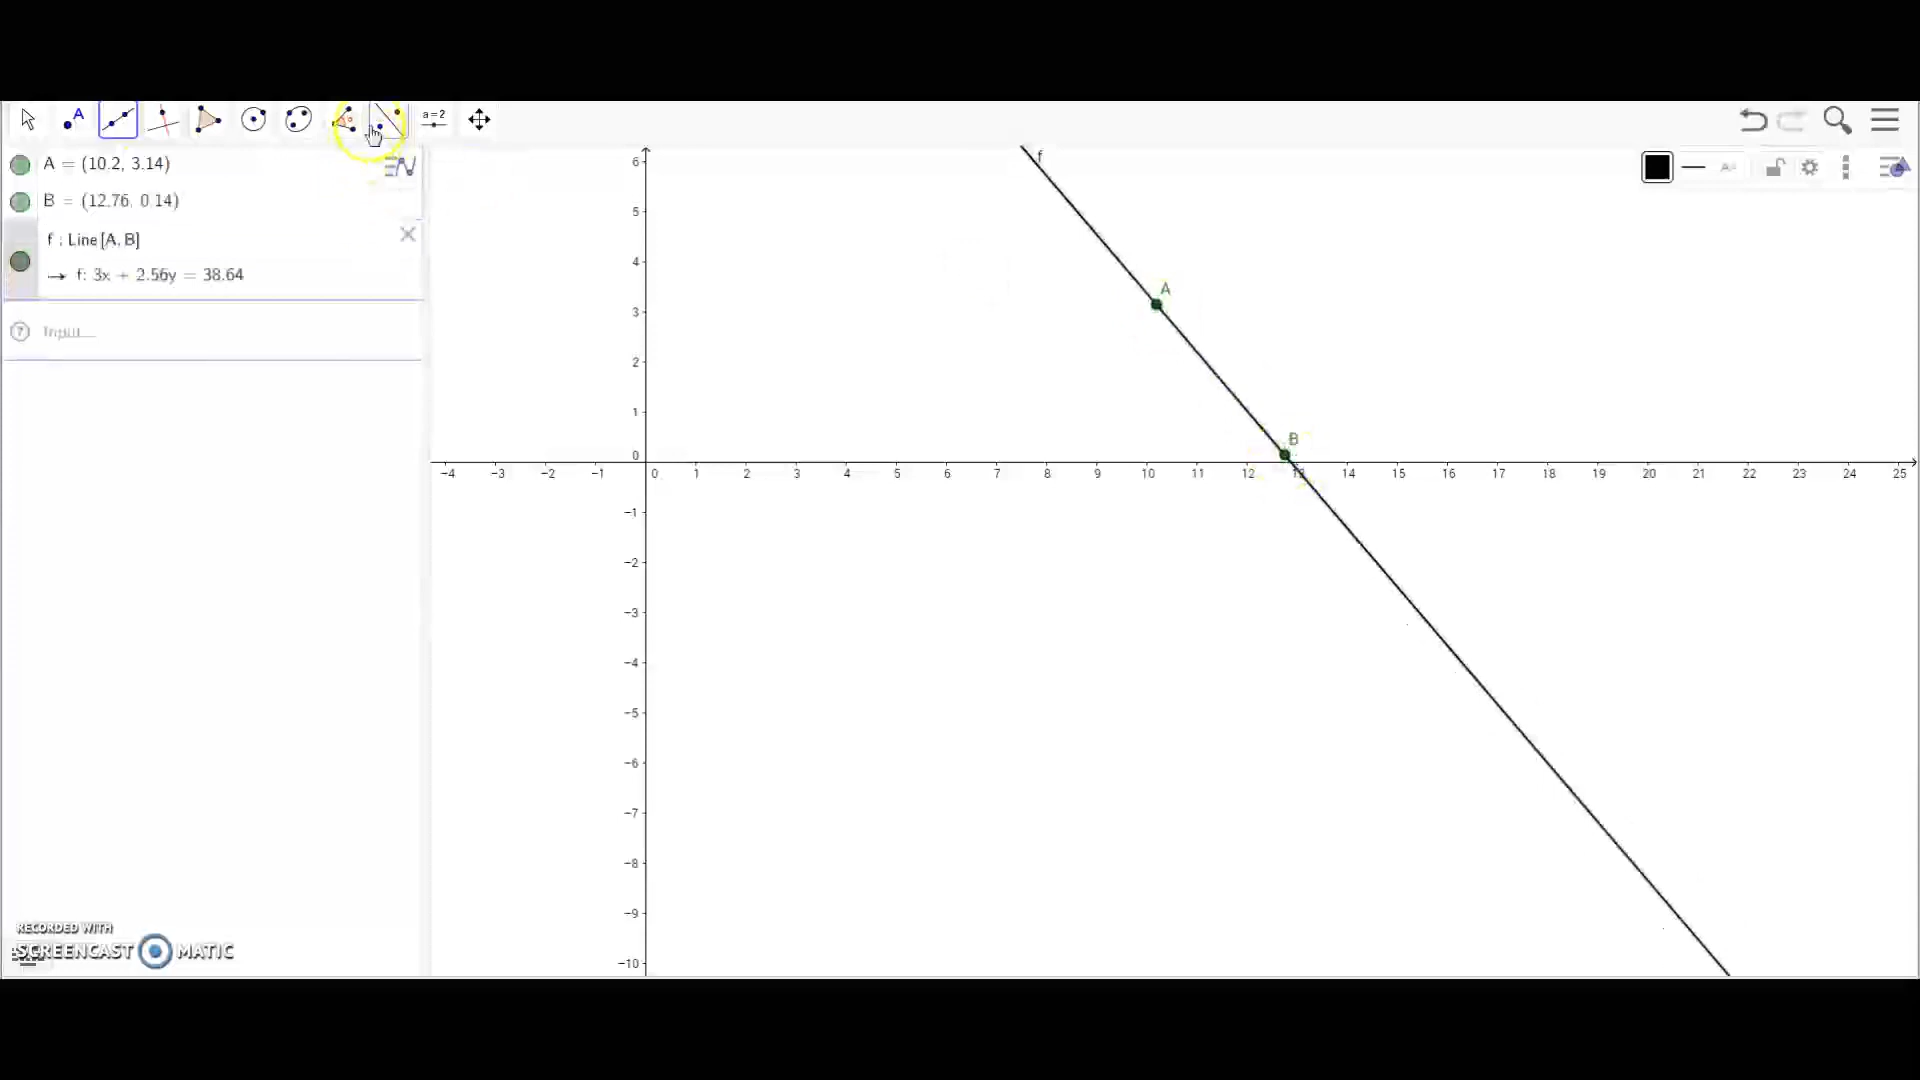 A
a=2
A = (10.2, 3.14)
B = (12.76, 0.14)
f : Line[A, B]
→ f: 3x + 2.56y = 38.64
Input...
f
A
B
6
5
4
3
2
1
0
-4 -3 -2 -1 0 1 2 3 4 5 6 7 8 9 10 11 12 13 14 15 16 17 18 19 20 21 22 23 24 25
-1
-2
-3
-4
-5
-6
-7
-8
-9
-10
RECORDED WITH
SCREENCAST MATIC